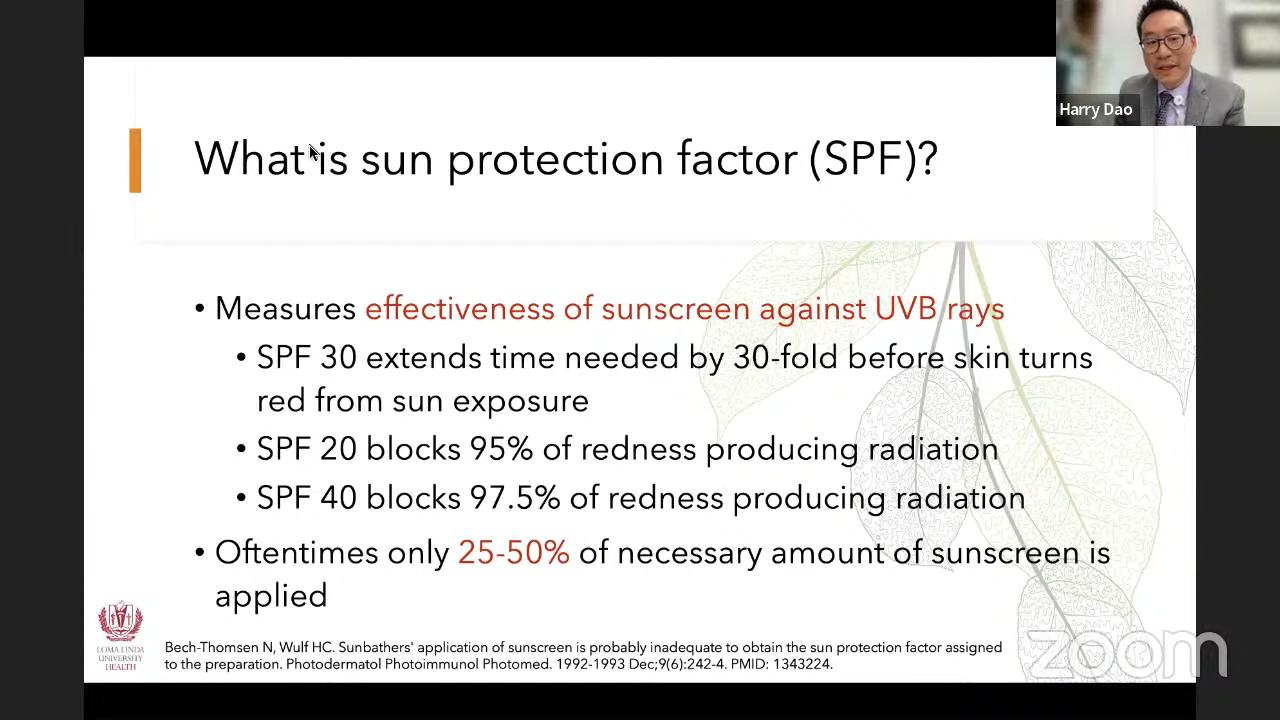 Harry Dao
What is sun protection factor (SPF)?
• Measures effectiveness of sunscreen against UVB rays
• SPF 30 extends time needed by 30-fold before skin turns
red from sun exposure
• SPF 20 blocks 95% of redness producing radiation
• SPF 40 blocks 97.5% of redness producing radiation
• Oftentimes only 25-50% of necessary amount of sunscreen is
applied
LOMA LINDA
UNIVERSITY
HEALTH
Bech-Thomsen N, Wulf HC. Sunbathers' application of sunscreen is probably inadequate to obtain the sun protection factor assigned
to the preparation. Photodermatol Photoimmunol Photomed. 1992-1993 Dec;9(6):242-4. PMID: 1343224.
zoom